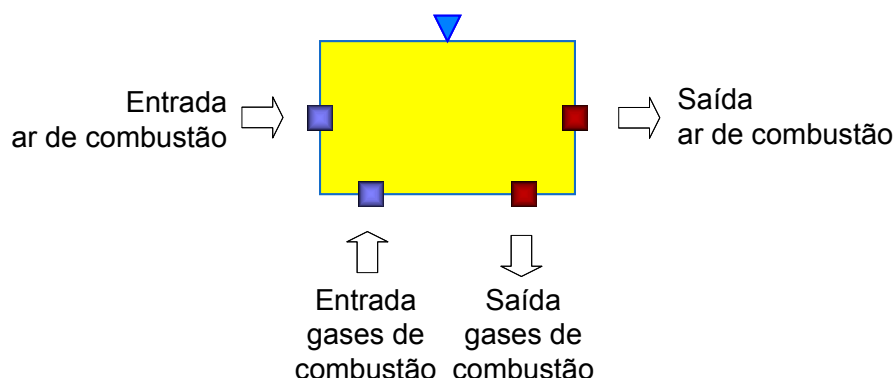 Entrada
ar de combustão
Saída
ar de combustão
Entrada
gases de
combustão
Saída
gases de
combustão